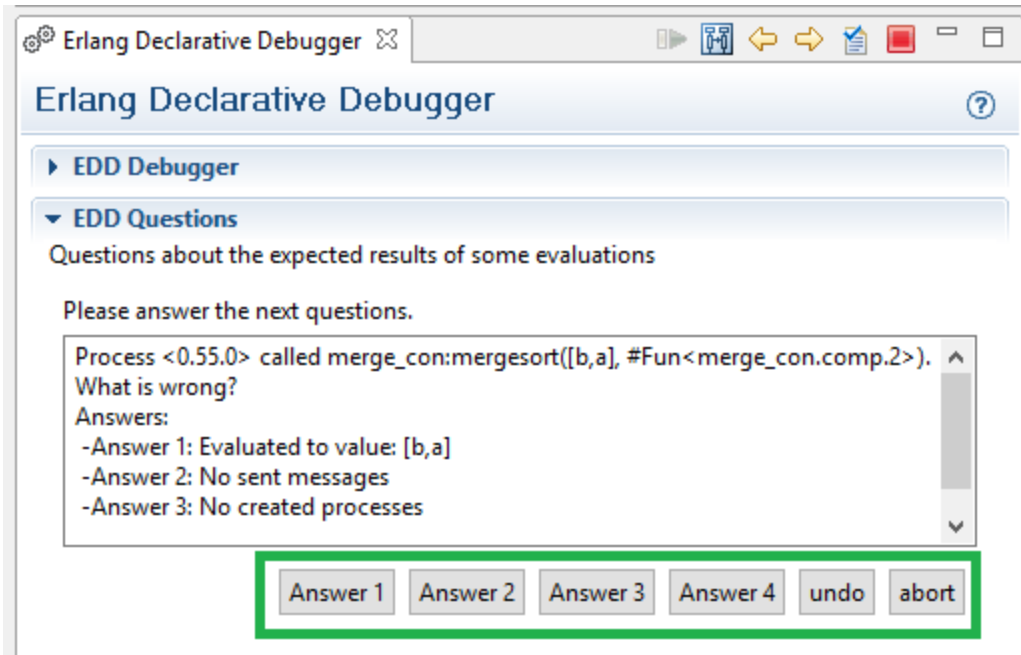 Erlang Declarative Debugger
Erlang Declarative Debugger
EDD Debugger
EDD Questions
Questions about the expected results of some evaluations
Please answer the next questions.
Process <0.55.0> called merge_con:mergesort([b,a], #Fun<merge_con.comp.2>).
What is wrong?
Answers:
-Answer 1: Evaluated to value: [b,a]
-Answer 2: No sent messages
-Answer 3: No created processes
Answer 1 Answer 2 Answer 3 Answer 4 undo abort